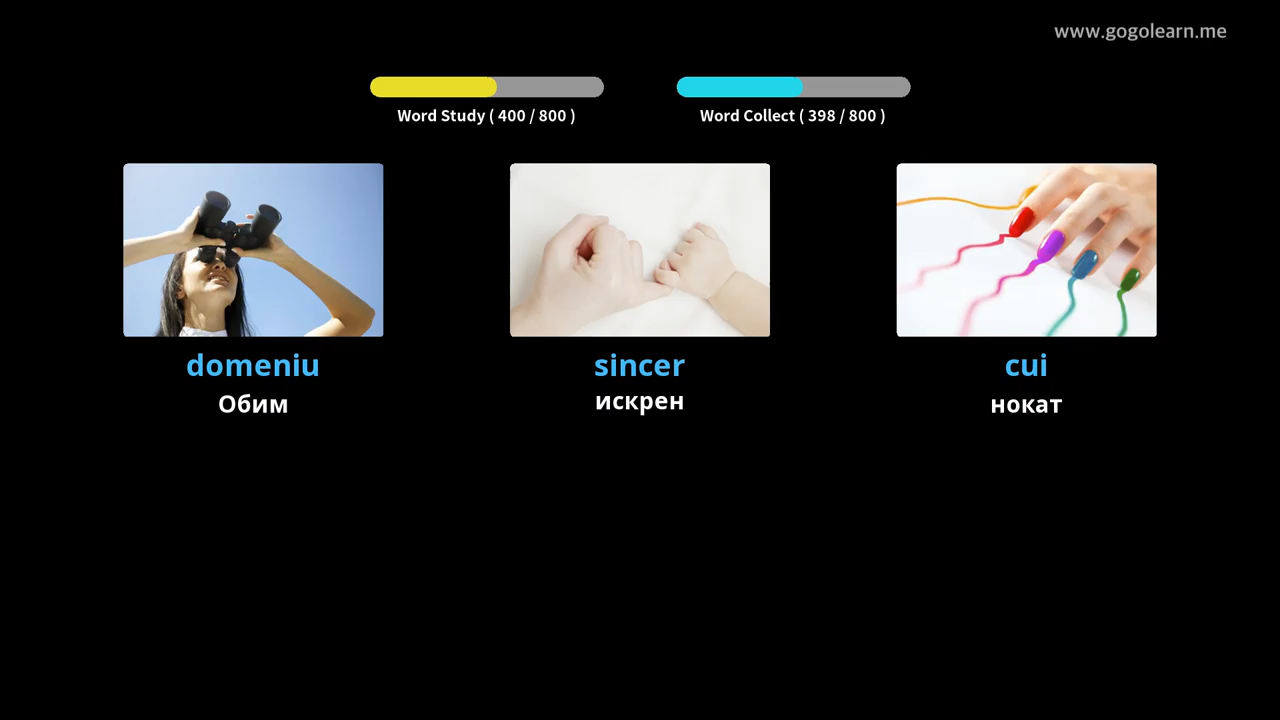 www.gogolearn.me
Word Study ( 400 / 800 )
Word Collect ( 398 / 800 )
domeniu
Обим
sincer
искрен
cui
нокат